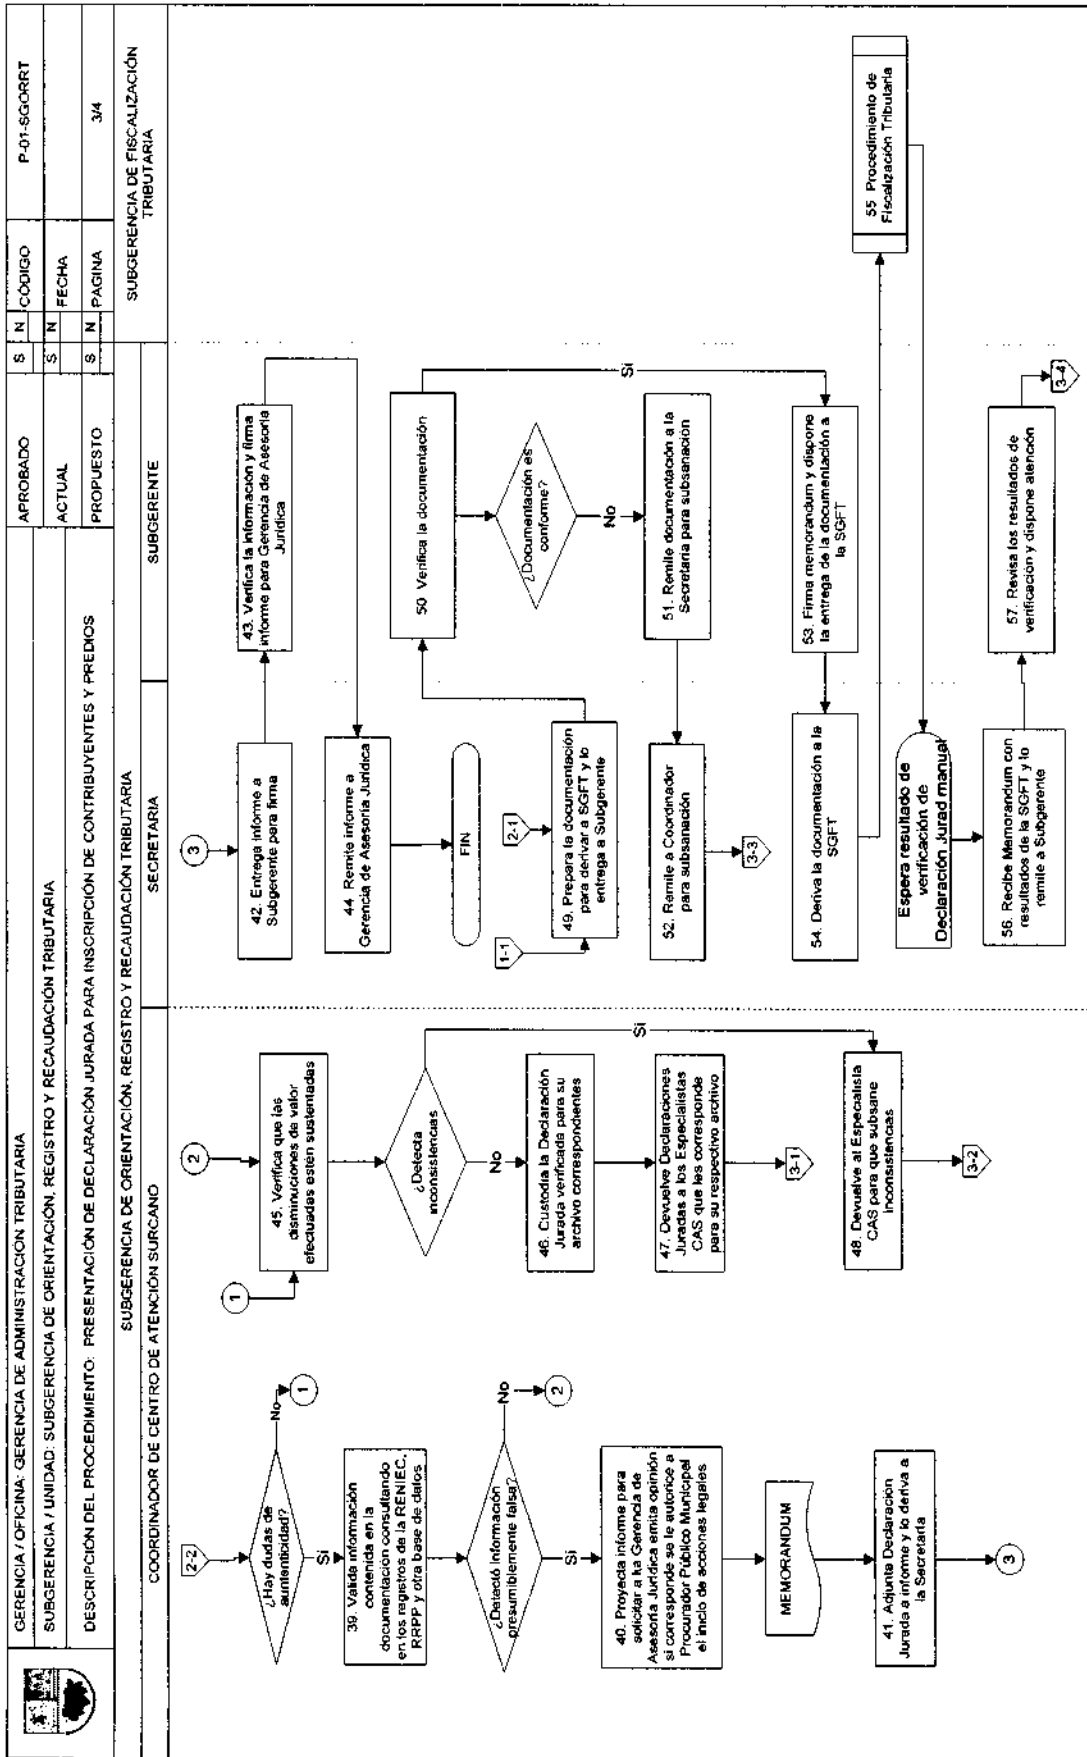 GERENCIA / OFICINA: GERENCIA DE ADMINISTRACIÓN TRIBUTARIA
APROBADO
S N
CÓDIGO
P-01-SGORRT
SUBGERENCIA / UNIDAD: SUBGERENCIA DE ORIENTACIÓN, REGISTRO Y RECAUDACIÓN TRIBUTARIA
ACTUAL
S N
FECHA
DESCRIPCIÓN DEL PROCEDIMIENTO: PRESENTACIÓN DE DECLARACIÓN JURADA PARA INSCRIPCIÓN DE CONTRIBUYENTES Y PREDIOS
PROPUESTO
S N
PAGINA
3/4
SUBGERENCIA DE ORIENTACIÓN, REGISTRO Y RECAUDACIÓN TRIBUTARIA
SUBGERENCIA DE FISCALIZACIÓN
TRIBUTARIA
COORDINADOR DE CENTRO DE ATENCIÓN SURCANO
SECRETARIA
SUBGERENTE
2-2
¿Hay dudas de
auntenticidad?
No
1
Si
39. Valida información
contenida en la
documentación consultando
en los registros de la RENIEC,
RRPP y otra base de datos
¿Detectó Información
presumiblemente falsa?
No
2
Si
40. Proyecta informe para
solicitar a lka Gerencia de
Asesoría Jurídica emita opinión
si corresponde se le autorice a
Procurador Público Municipal
el inicio de acciones legales
MEMORANDUM
41. Adjunta Declaración
Jurada a informe y lo deriva a
la Secretaria
3
2
1
45. Verifica que las
disminuciones de valor
efectuadas estén sustentadas
¿Detecta
inconsistencias
Si
No
46. Custodia la Declaración
Jurada verificada para su
archivo correspondientes
47. Devuelve Declaraciones
Juradas a los Especialistas
CAS que les corresponde
para su respectivo archivo
3-1
48. Devuelve al Especialista
CAS para que subsane
Inconsistencias
3-2
3
42. Entrega informe a
Subgerente para firma
43. Verifica la información y firma
informe para Gerencia de Asesoría
Jurídica
44. Remite informe a
Gerencia de Asesoría Jurídica
FIN
1-1
2-1
49. Prepara la documentación
para derivar a SGFT y lo
entrega a Subgerente
50 Verifica la documentación
¿Documentación es
conforme?
Si
No
51. Remite documentación a la
Secretaria para subsanación
52. Remite a Coordinador
para subsanación
3-3
53. Firma memorándum y dispone
la entrega de la documentación a
la SGFT
54. Deriva la documentación a la
SGFT
55 Procedimiento de
Fiscalización Tributaria
Espera resultado de
verificación de
Declaración Jurad manual
56. Recibe Memorandum con
resultados de la SGFT y lo
remite a Subgerente
57. Revisa los resultados de
verificación y dispone atención
3-4